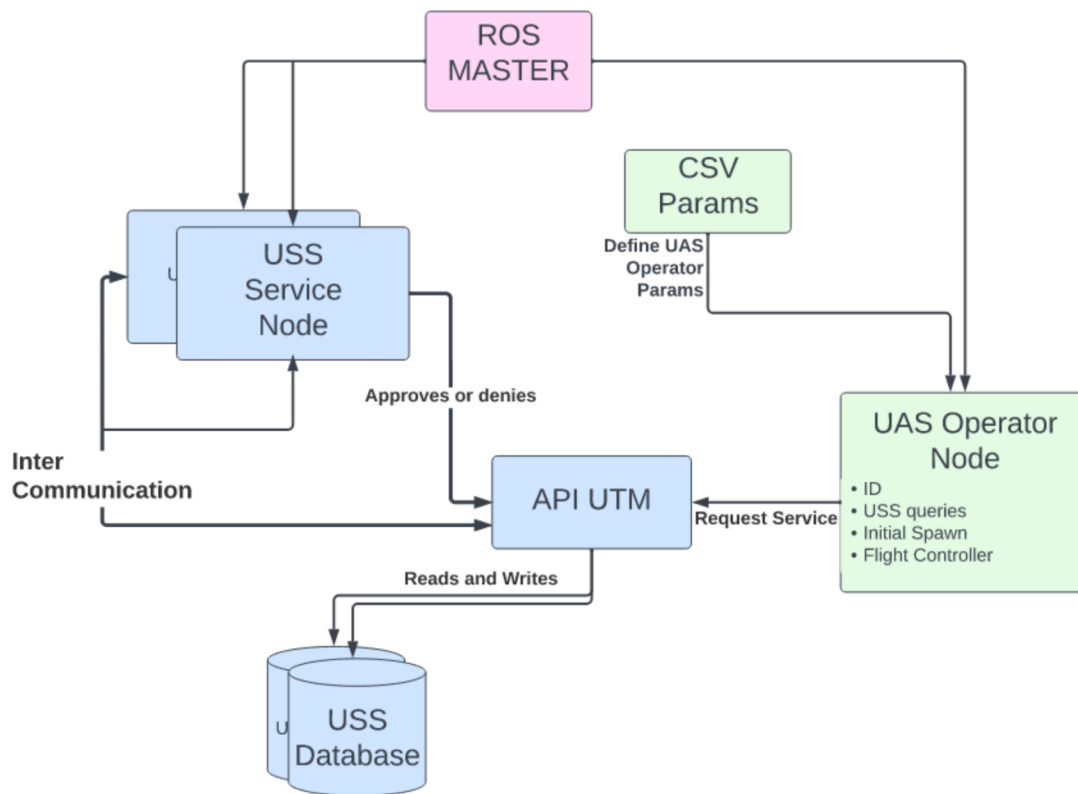 ROS
MASTER
CSV
Params
Define UAS
Operator
Params
USS
Service
Node
Approves or denies
UAS Operator
Node
• ID
• USS queries
• Initial Spawn
• Flight Controller
Inter
Communication
API UTM
Request Service
Reads and Writes
USS
Database